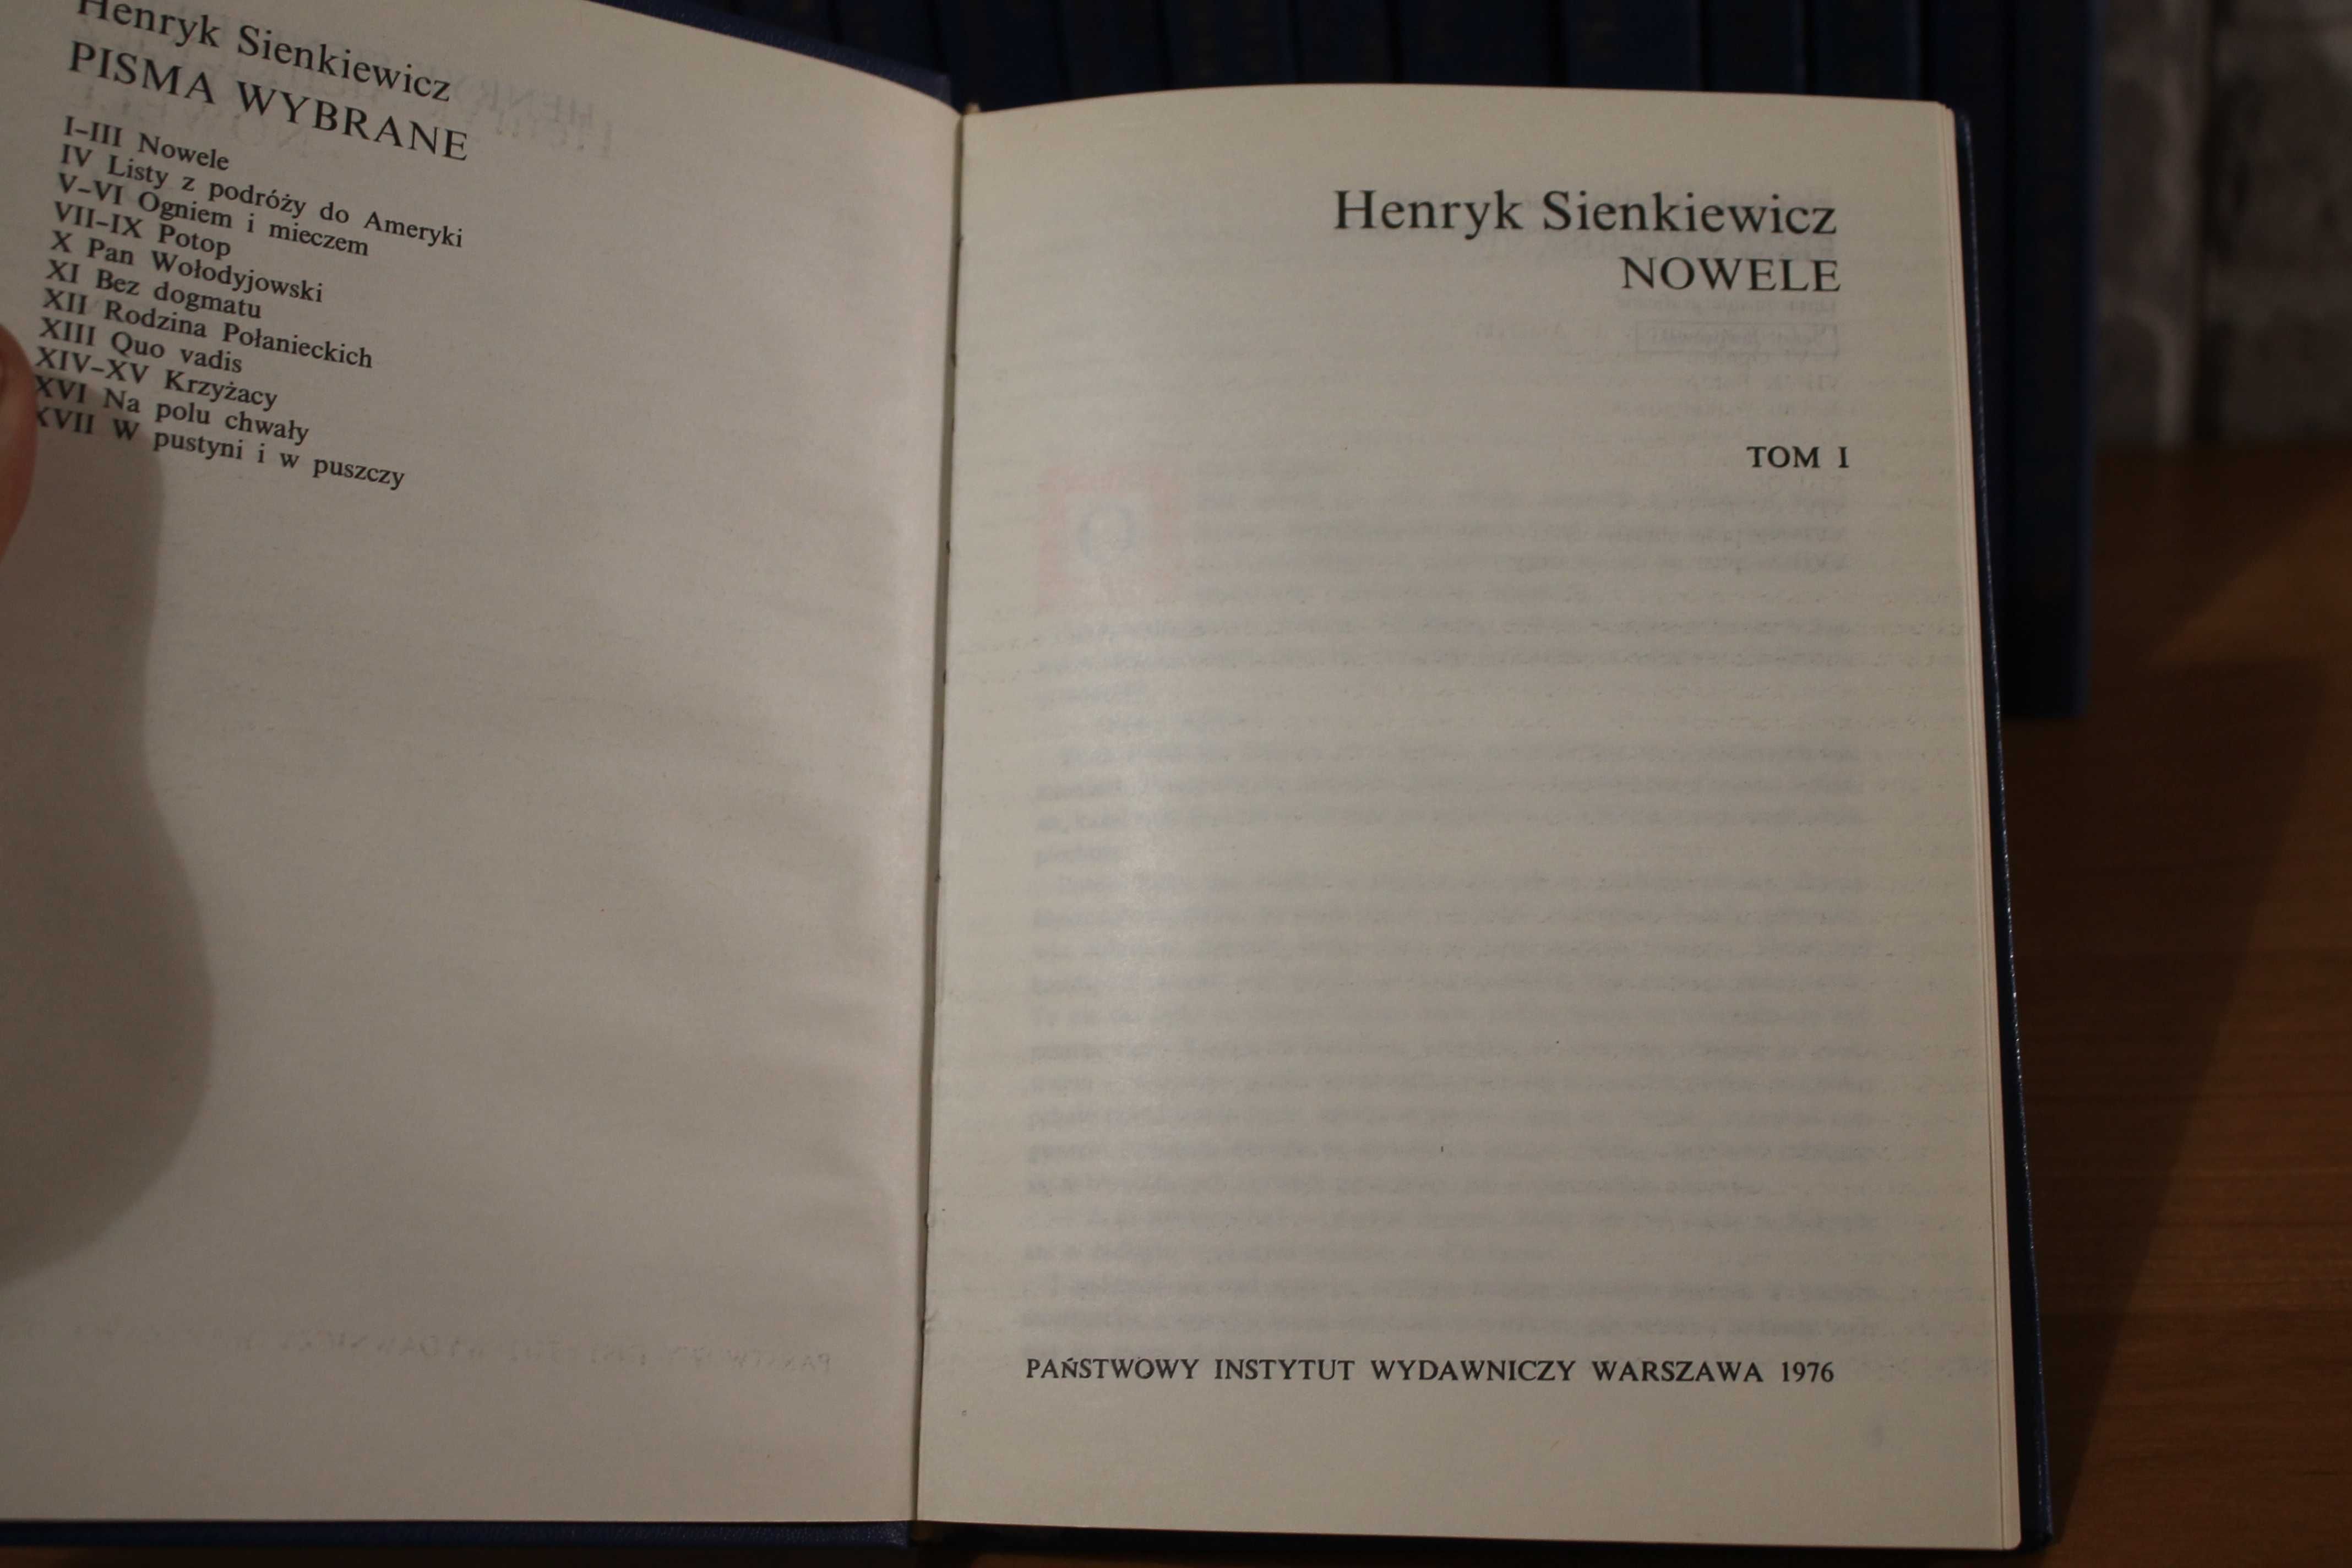 Henryk Sienkiewicz
PISMA WYBRANE
I–III Nowele
IV Listy z podróży do Ameryki
V–VI Ogniem i mieczem
VII–IX Potop
X Pan Wołodyjowski
XI Bez dogmatu
XII Rodzina Połanieckich
XIII Quo vadis
XIV–XV Krzyżacy
XVI Na polu chwały
XVII W pustyni i w puszczy
Henryk Sienkiewicz
NOWELE
TOM I
PAŃSTWOWY INSTYTUT WYDAWNICZY WARSZAWA 1976